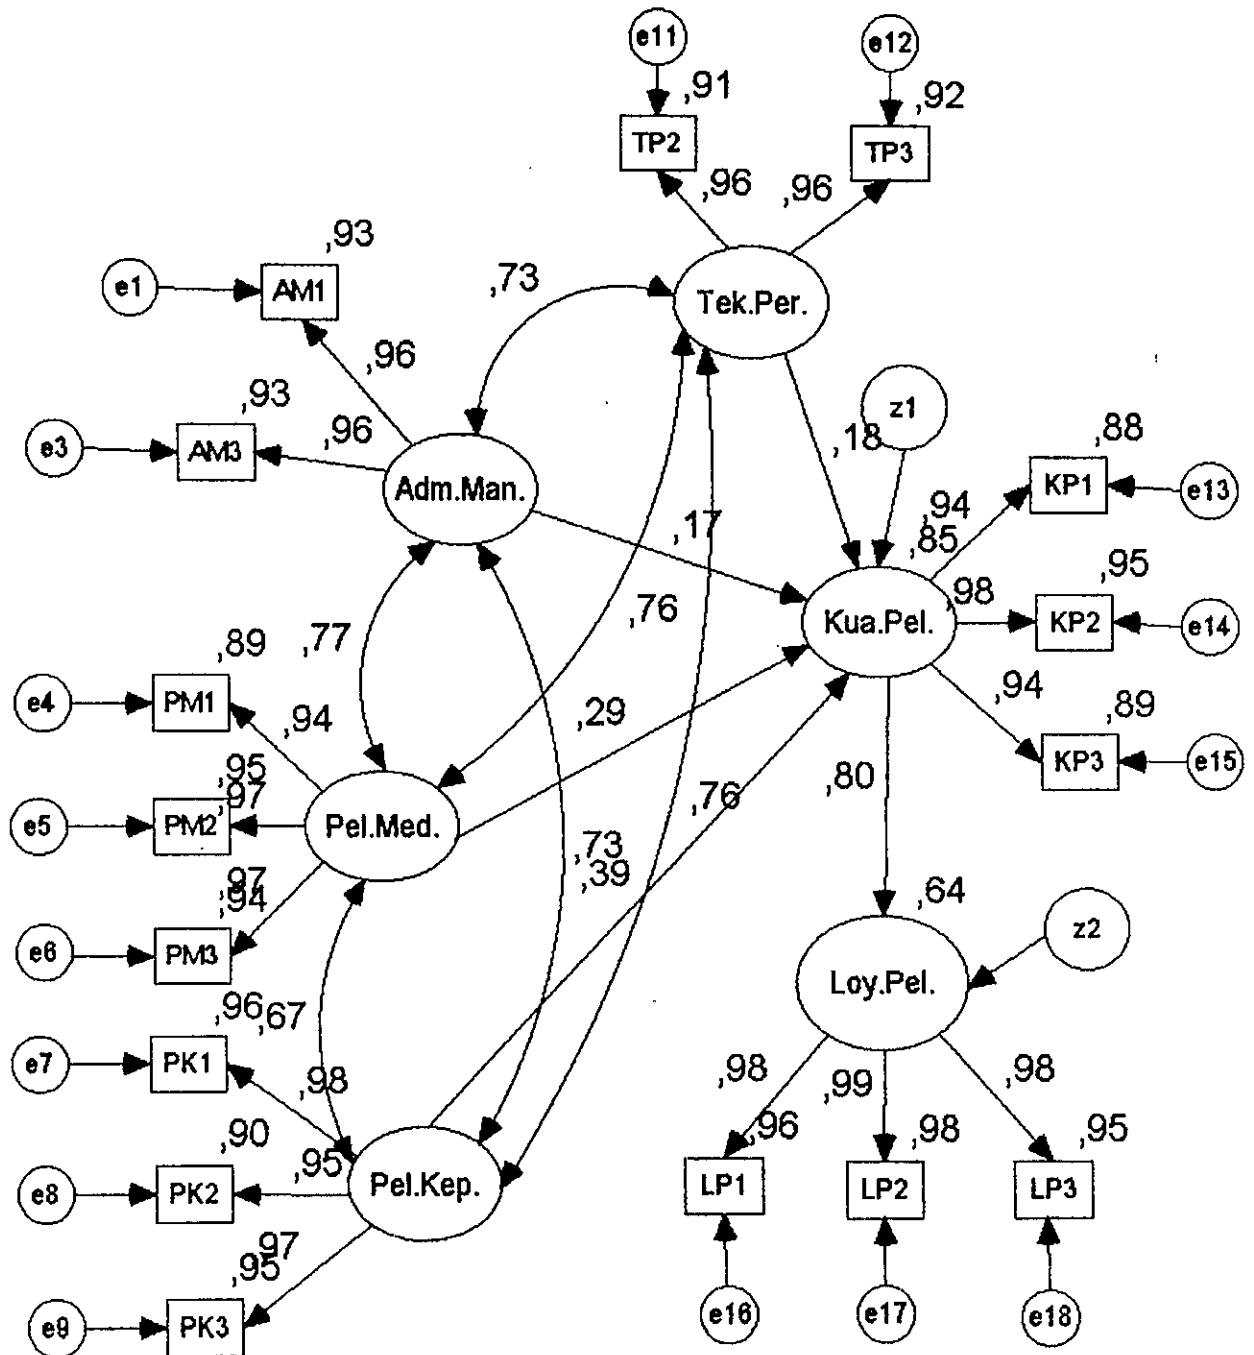 e11
e12
,91
,92
TP2
TP3
,96
,96
,93
e1
AM1
,73
Tek.Per.
,96
,93
z1
e3
AM3
,96
,18
,88
Adm.Man.
KP1
e13
,94
,17
,85
,95
,98
,76
Kua.Pel.
KP2
e14
,77
,89
e4
PM1
,94
,29
,94
,89
KP3
e15
,95
,97
,80
e5
PM2
Pel.Med.
,76
,73
,39
,97
,94
,64
z2
e6
PM3
Loy.Pel.
,96
,67
e7
PK1
,98
,98
,99
,98
,90
,96
,98
,95
e8
PK2
,95
Pel.Kep.
LP1
LP2
LP3
,97
,95
e9
PK3
e16
e17
e18